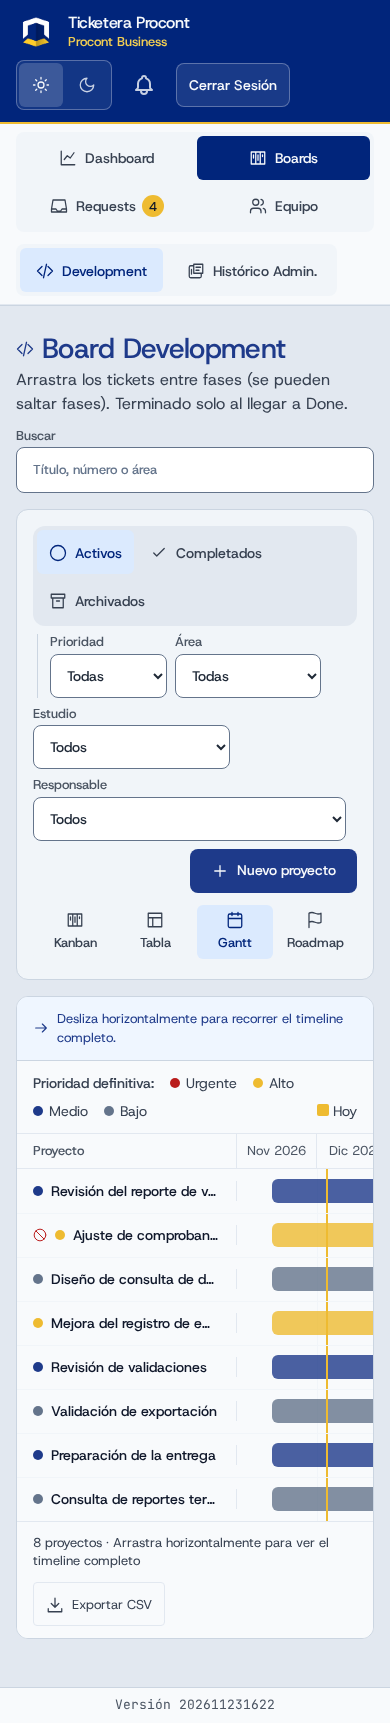 Ticketera Procont
Procont Business
Cerrar Sesión
Dashboard
Boards
Requests 4
Equipo
Development
Histórico Admin.
Board Development
Arrastra los tickets entre fases (se pueden
saltar fases). Terminado solo al llegar a Done.
Buscar
Título, número o área
Activos
Completados
Archivados
Prioridad Área
Todas Todas
Estudio
Todos
Responsable
Todos
Nuevo proyecto
Kanban Tabla Gantt Roadmap
Desliza horizontalmente para recorrer el timeline
completo.
Prioridad definitiva: Urgente Alto
Medio Bajo Hoy
Proyecto Nov 2026 Dic 202
Revisión del reporte de v...
Ajuste de comproban...
Diseño de consulta de d...
Mejora del registro de e...
Revisión de validaciones
Validación de exportación
Preparación de la entrega
Consulta de reportes ter...
8 proyectos · Arrastra horizontalmente para ver el
timeline completo
Exportar CSV
Versión 202611231622